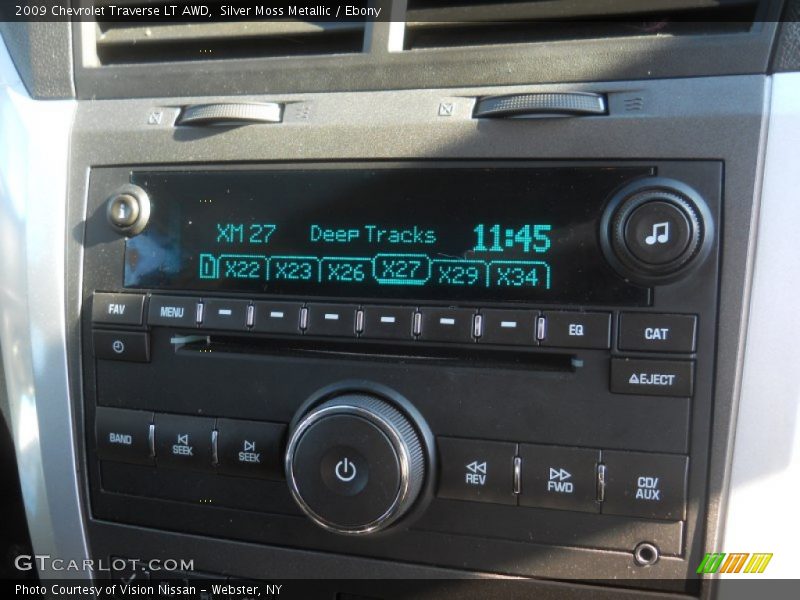 2009 Chevrolet Traverse LT AWD, Silver Moss Metallic / Ebony
XM 27 Deep Tracks 11:45
1 X22 X23 X26 X27 X29 X34
FAV MENU EQ CAT
EJECT
BAND SEEK SEEK REV FWD CD/
AUX
GTCARLOT.COM
Photo Courtesy of Vision Nissan - Webster, NY